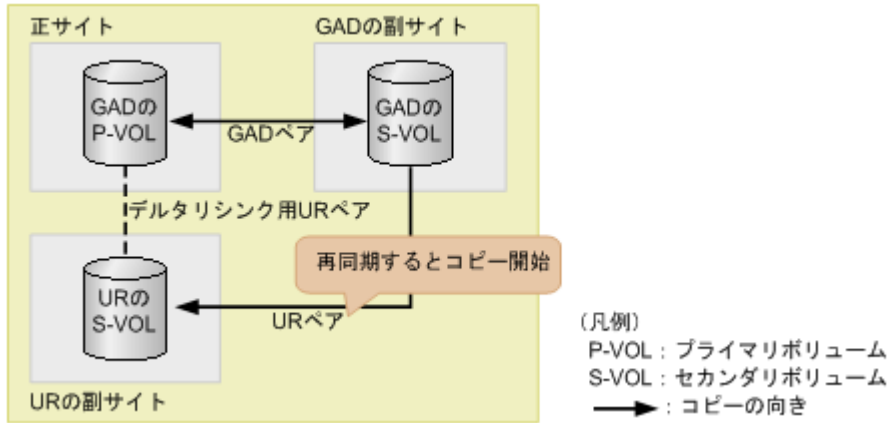 正サイト
GADの副サイト
GADの
P-VOL
GADペア
GADの
S-VOL
デルタリシンク用URペア
再同期するとコピー開始
URの
S-VOL
URペア
URの副サイト
(凡例)
P-VOL:プライマリボリューム
S-VOL:セカンダリボリューム
:コピーの向き